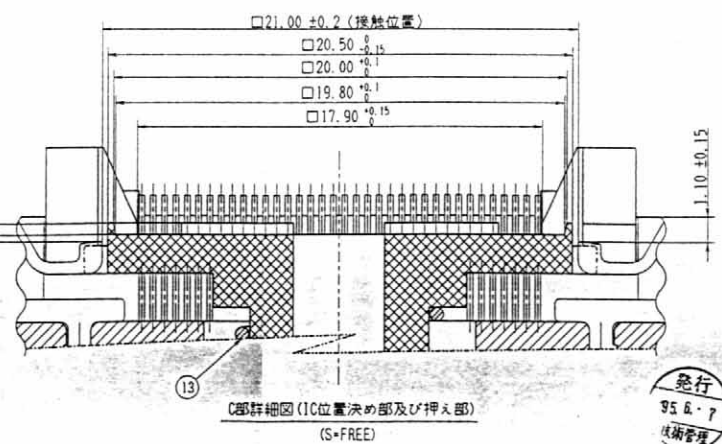 □21.00 ±0.2 (接触位置)
□20.50 0 -0.15
□20.00 +0.1 0
□19.80 +0.1 0
□17.90 +0.15 0
1.10 ±0.15
13
C部詳細図(IC位置決め部及び押え部)
(S=FREE)
発行
'95.6.-7
技術管理